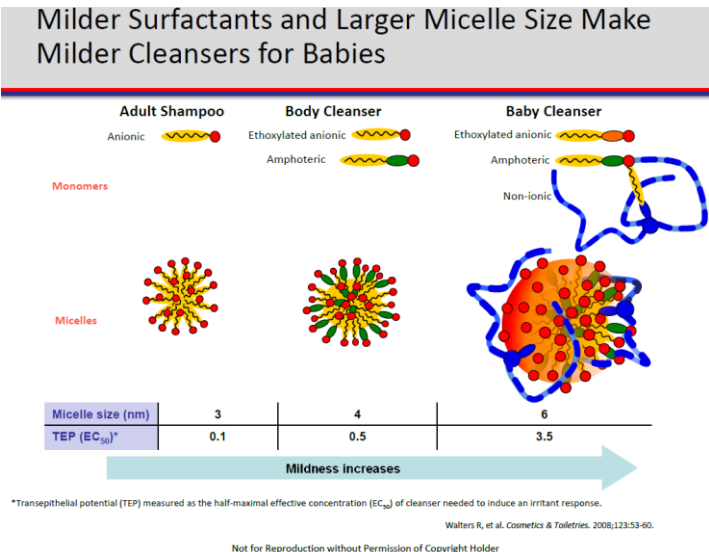 Milder Surfactants and Larger Micelle Size Make
Milder Cleansers for Babies
Adult Shampoo Body Cleanser Baby Cleanser
Anionic Ethoxylated anionic Ethoxylated anionic
Amphoteric Amphoteric
Monomers
Non-ionic
Micelles
Micelle size (nm) 3 4 6
TEP (EC50)* 0.1 0.5 3.5
Mildness increases
*Transepithelial potential (TEP) measured as the half-maximal effective concentration (EC50) of cleanser needed to induce an irritant response.
Walters R, et al. Cosmetics & Toiletries. 2008;123:53-60.
Not for Reproduction without Permission of Copyright Holder